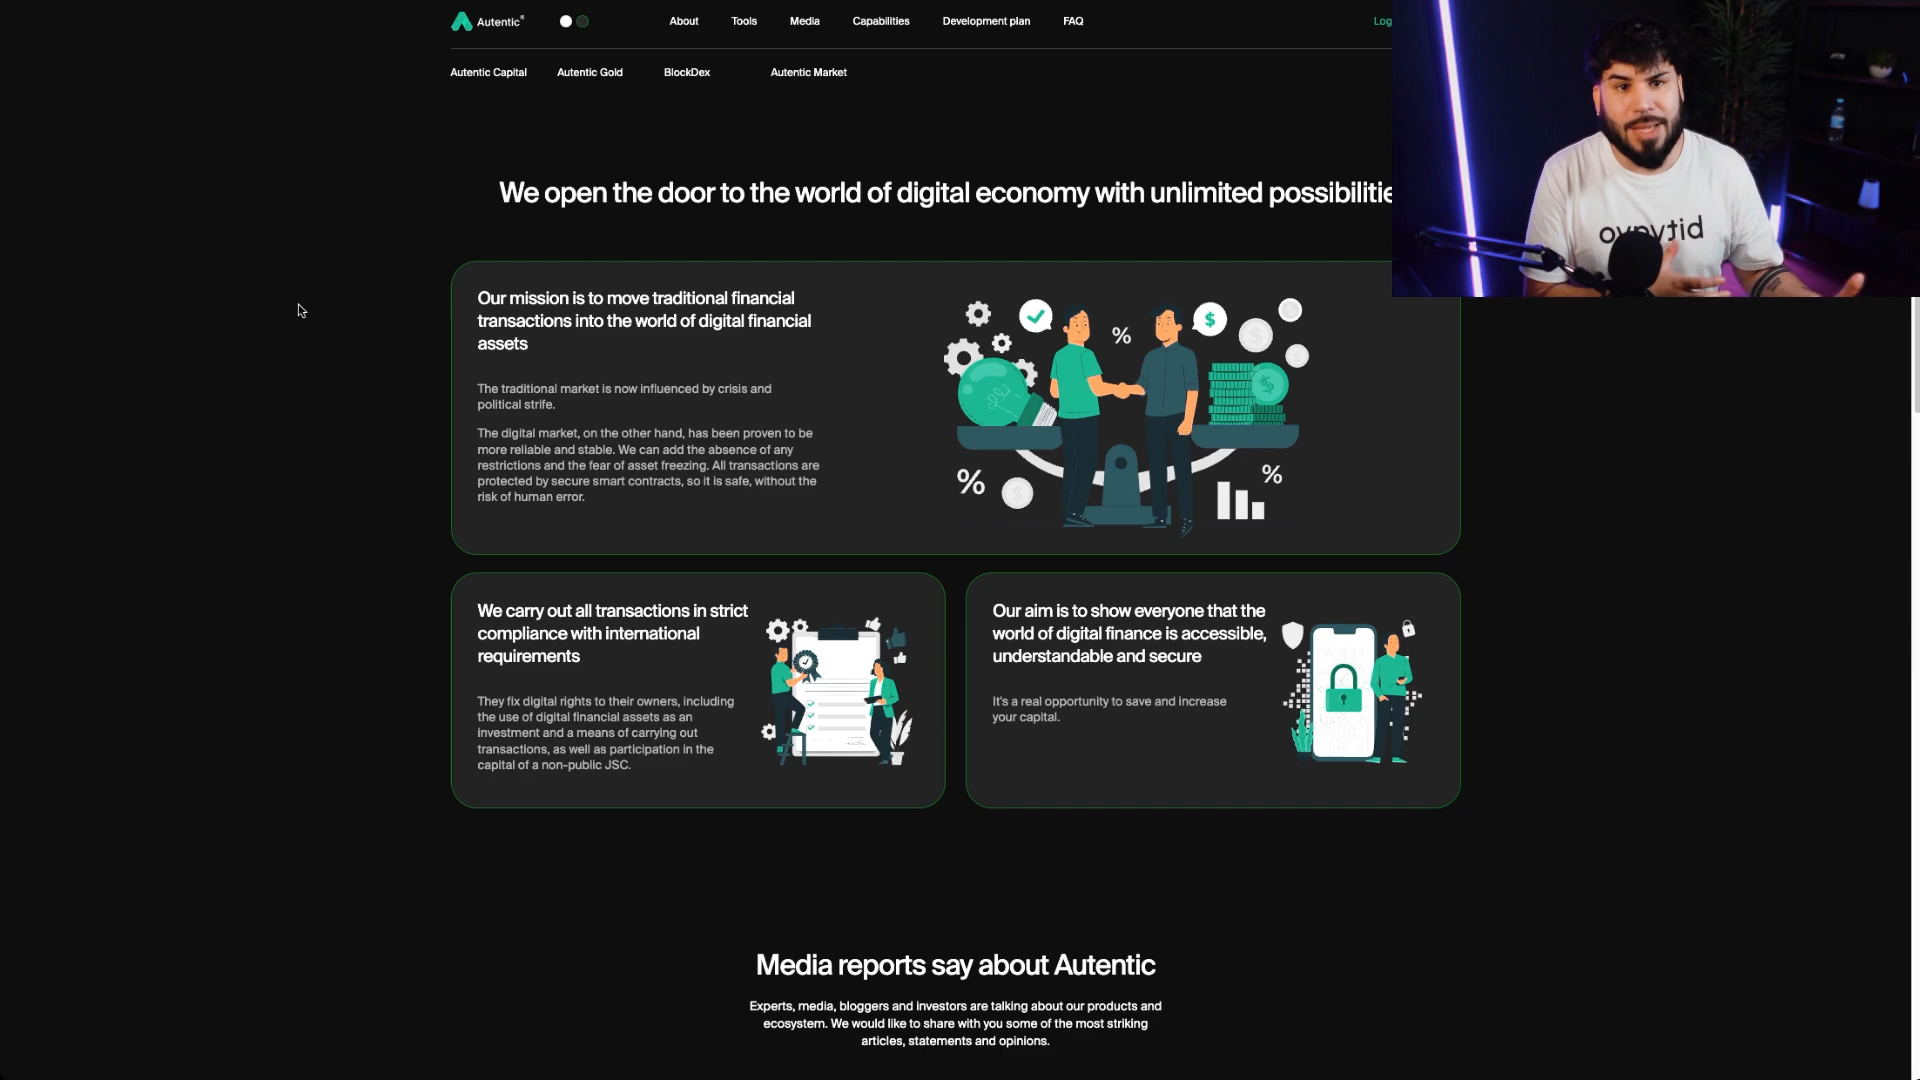 Autentic®
About
Tools
Media
Capabilities
Development plan
FAQ
Log
Autentic Capital
Autentic Gold
BlockDex
Autentic Market
We open the door to the world of digital economy with unlimited possibilitie
Our mission is to move traditional financial
transactions into the world of digital financial
assets
The traditional market is now influenced by crisis and
political strife.
The digital market, on the other hand, has been proven to be
more reliable and stable. We can add the absence of any
restrictions and the fear of asset freezing. All transactions are
protected by secure smart contracts, so it is safe, without the
risk of human error.
%
$
$
%
%
We carry out all transactions in strict
compliance with international
requirements
They fix digital rights to their owners, including
the use of digital financial assets as an
investment and a means of carrying out
transactions, as well as participation in the
capital of a non-public JSC.
Our aim is to show everyone that the
world of digital finance is accessible,
understandable and secure
It's a real opportunity to save and increase
your capital.
Media reports say about Autentic
Experts, media, bloggers and investors are talking about our products and
ecosystem. We would like to share with you some of the most striking
articles, statements and opinions.